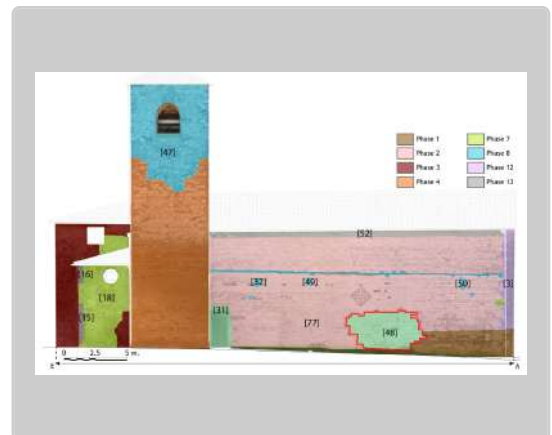 [47]
Phase 1
Phase 2
Phase 3
Phase 4
Phase 7
Phase 8
Phase 12
Phase 13
[52]
[16]
[49]
[50]
[18]
[31]
[15]
[77]
[48]
0 2.5 5 m.
A